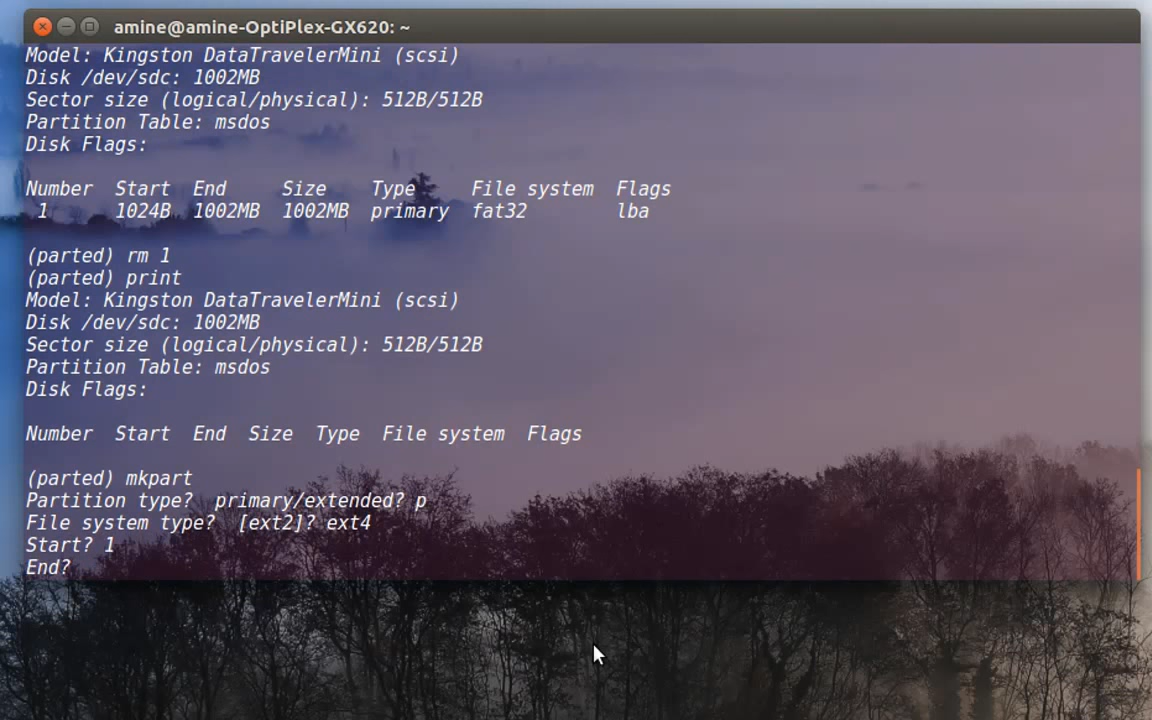 amine@amine-OptiPlex-GX620: ~
Model: Kingston DataTravelerMini (scsi)
Disk /dev/sdc: 1002MB
Sector size (logical/physical): 512B/512B
Partition Table: msdos
Disk Flags:
Number  Start  End     Size    Type     File system  Flags
 1      1024B  1002MB  1002MB  primary  fat32        lba
(parted) rm 1
(parted) print
Model: Kingston DataTravelerMini (scsi)
Disk /dev/sdc: 1002MB
Sector size (logical/physical): 512B/512B
Partition Table: msdos
Disk Flags:
Number  Start  End  Size  Type  File system  Flags
(parted) mkpart
Partition type?  primary/extended? p
File system type?  [ext2]? ext4
Start? 1
End?